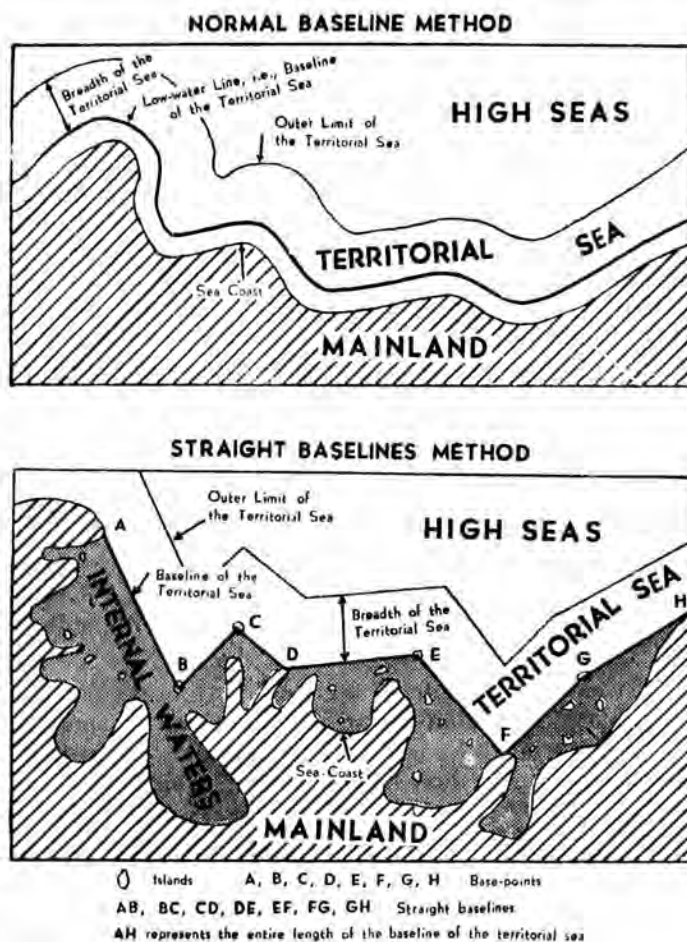 NORMAL BASELINE METHOD
Breadth of the
Territorial Sea
Low-water Line, i.e., Baseline
of the Territorial Sea
Outer Limit of
the Territorial Sea
HIGH SEAS
TERRITORIAL SEA
Sea Coast
MAINLAND
STRAIGHT BASELINES METHOD
Outer Limit of
the Territorial Sea
HIGH SEAS
A
Baseline of the
Territorial Sea
INTERNAL WATERS
B
C
D
Breadth of the
Territorial Sea
E
TERRITORIAL SEA
H
G
F
Sea-Coast
MAINLAND
Islands A, B, C, D, E, F, G, H Base-points
AB, BC, CD, DE, EF, FG, GH Straight baselines
AH represents the entire length of the baseline of the territorial sea